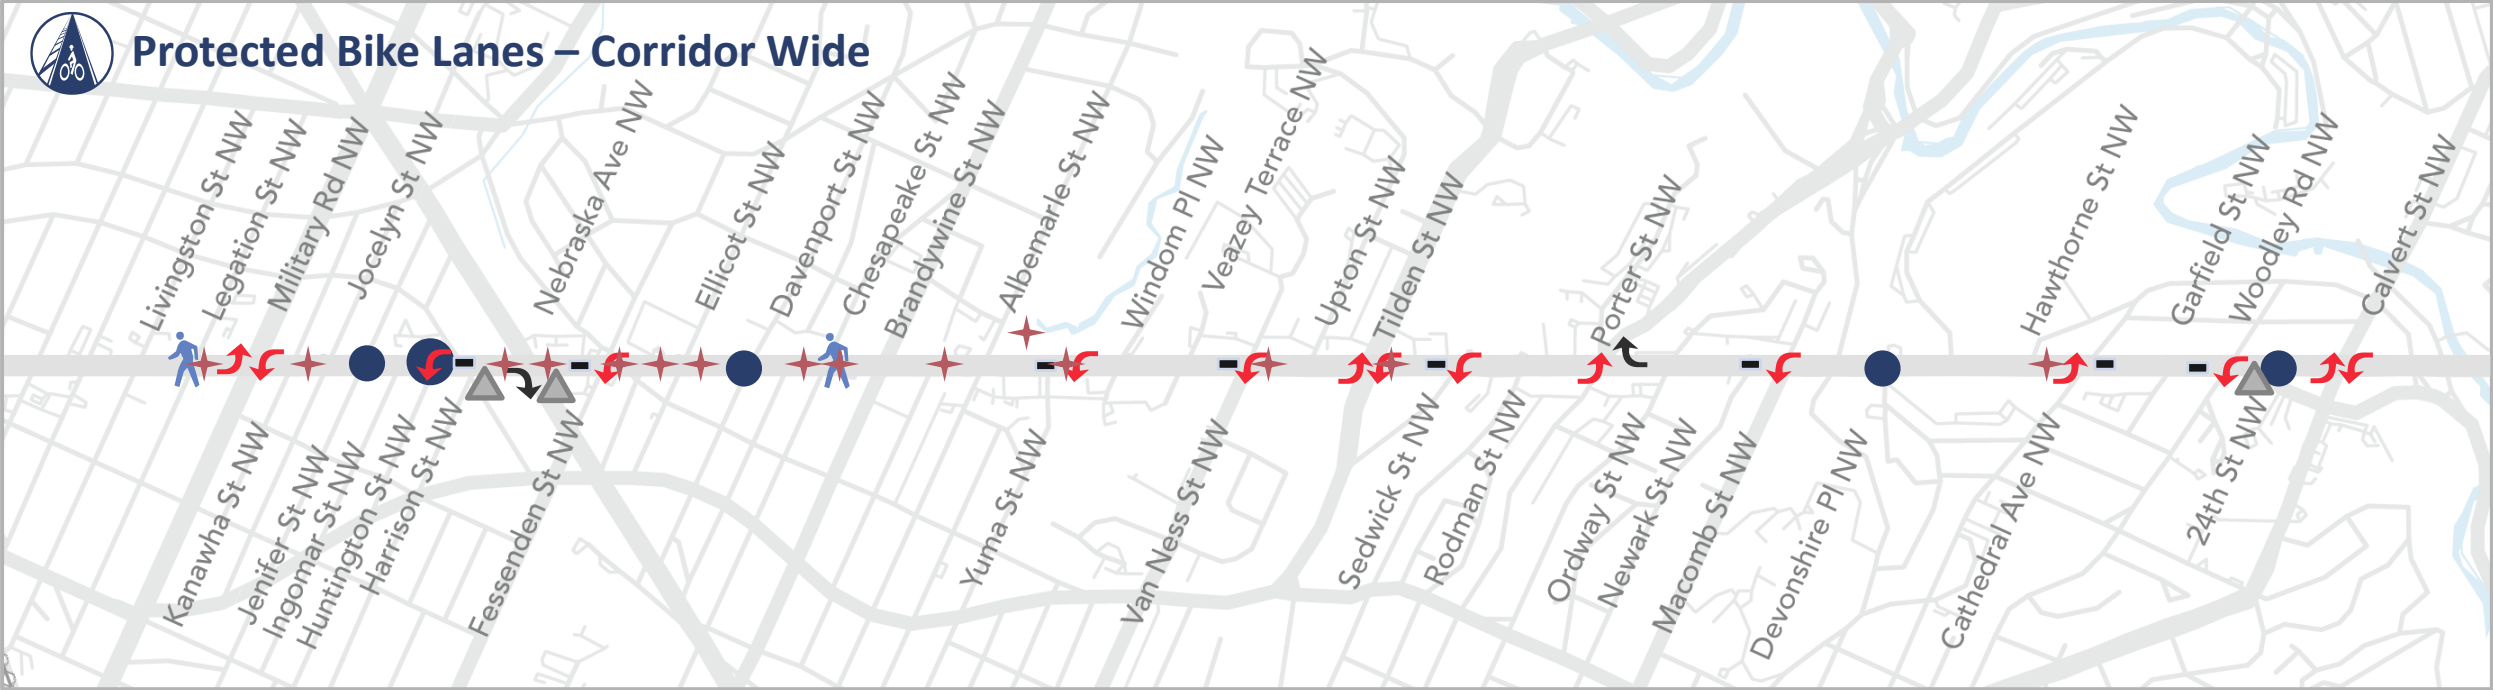 Protected Bike Lanes – Corridor Wide
Livingston St NW
Legation St NW
Military Rd NW
Jocelyn St NW
Nebraska Ave NW
Ellicot St NW
Davenport St NW
Chesapeake St NW
Brandywine St NW
Albemarle St NW
Windom Pl NW
Veazey Terrace NW
Upton St NW
Tilden St NW
Porter St NW
Hawthorne St NW
Garfield St NW
Woodley Rd NW
Calvert St NW
Kanawha St NW
Jenifer St NW
Ingomar St NW
Huntington St NW
Harrison St NW
Fessenden St NW
Yuma St NW
Van Ness St NW
Sedwick St NW
Rodman St NW
Ordway St NW
Newark St NW
Macomb St NW
Devonshire Pl NW
Cathedral Ave NW
24th St NW